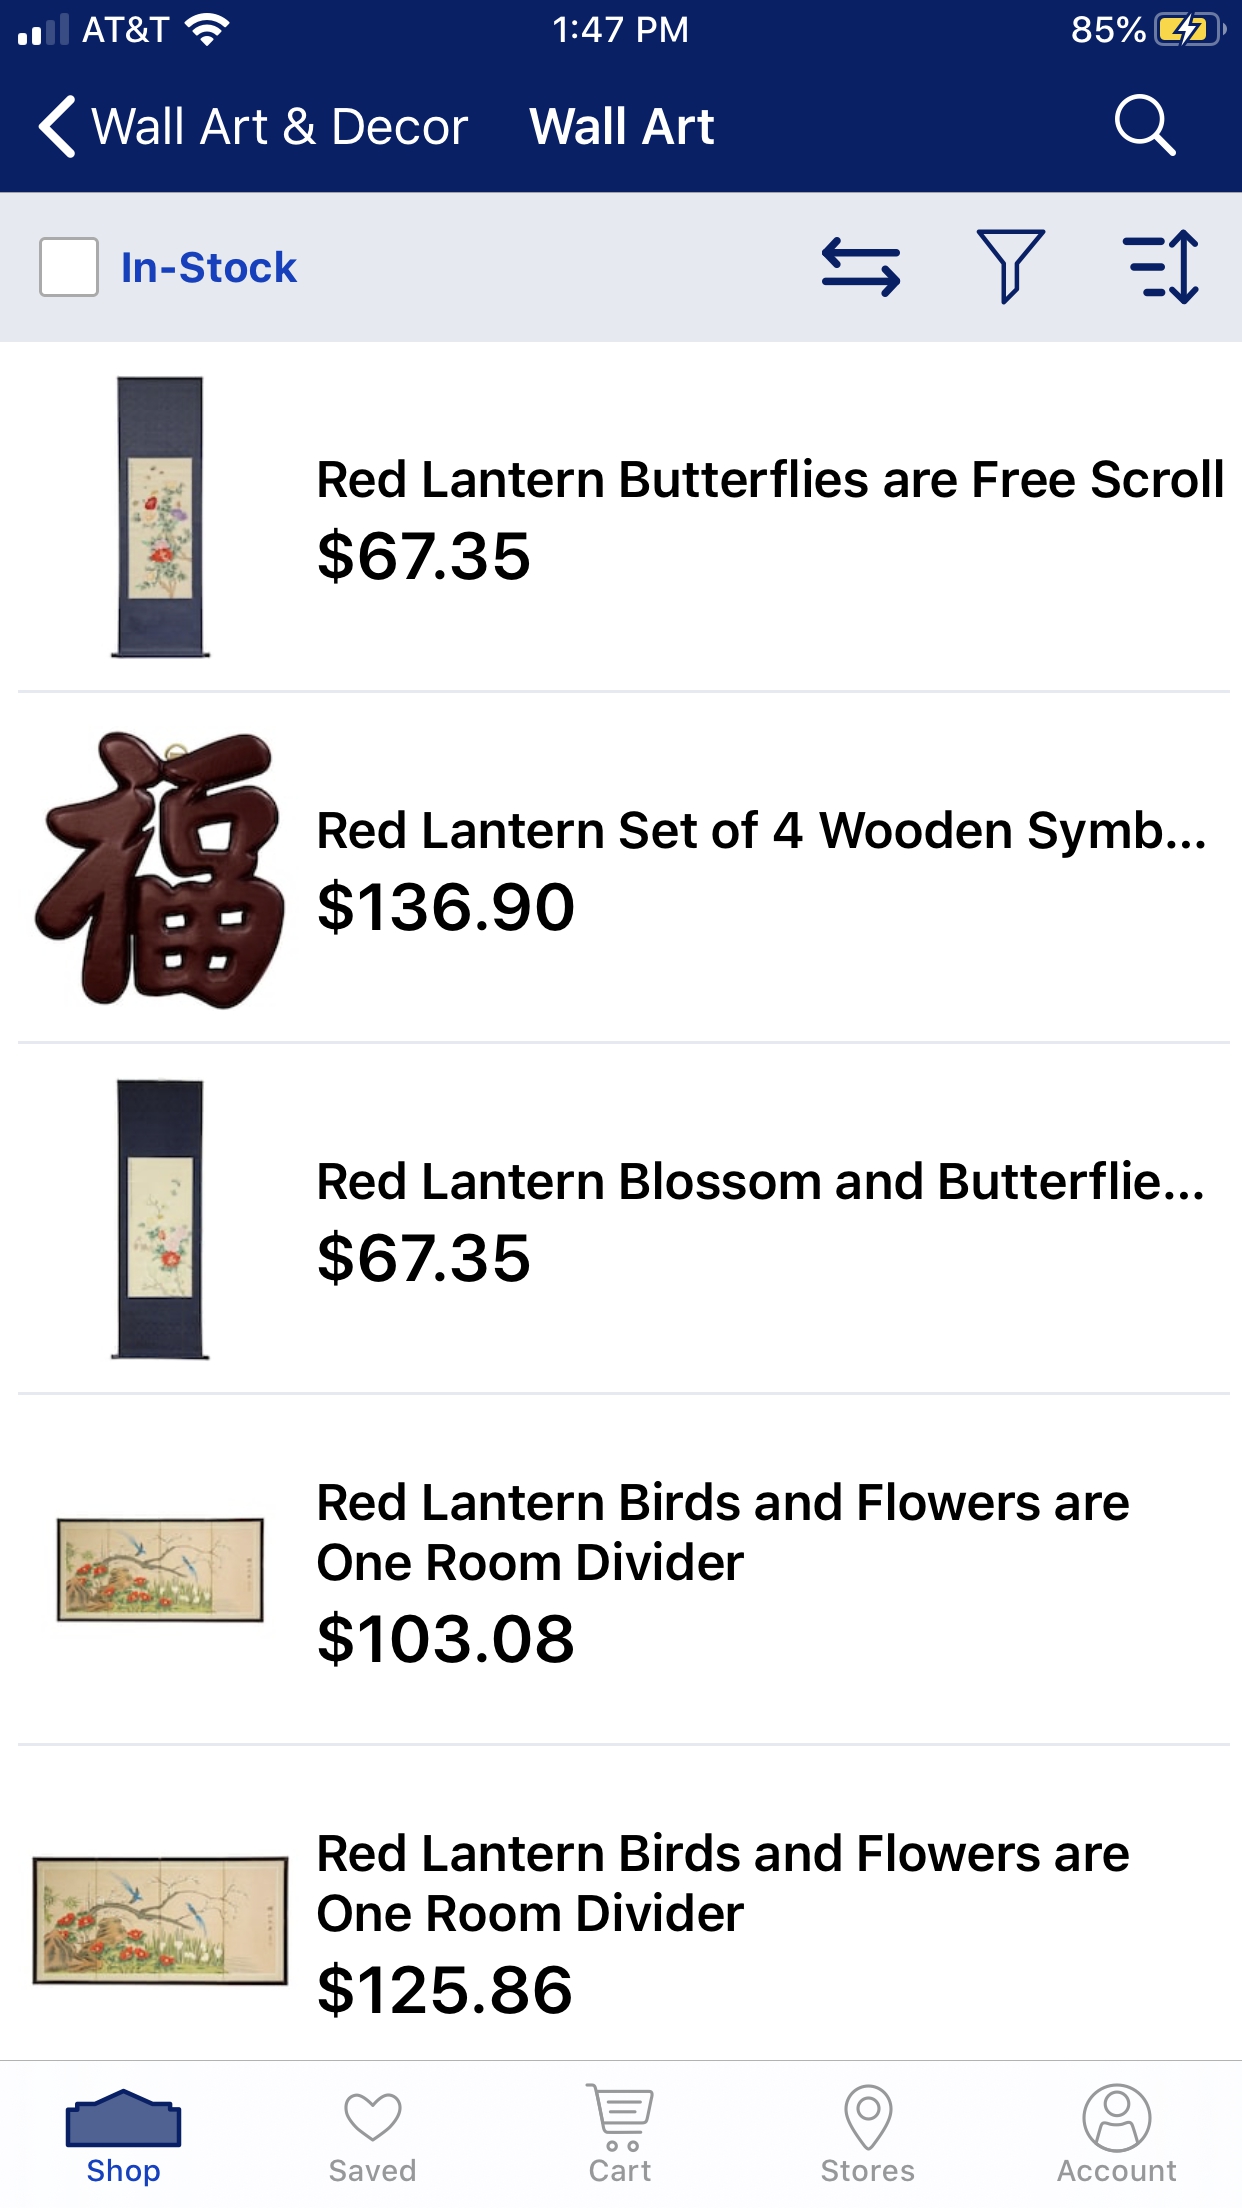 AT&T
1:47 PM
85%
Wall Art & Decor
Wall Art
In-Stock
Red Lantern Butterflies are Free Scroll
$67.35
福
Red Lantern Set of 4 Wooden Symb...
$136.90
Red Lantern Blossom and Butterflie...
$67.35
Red Lantern Birds and Flowers are
One Room Divider
$103.08
Red Lantern Birds and Flowers are
One Room Divider
$125.86
Shop
Saved
Cart
Stores
Account